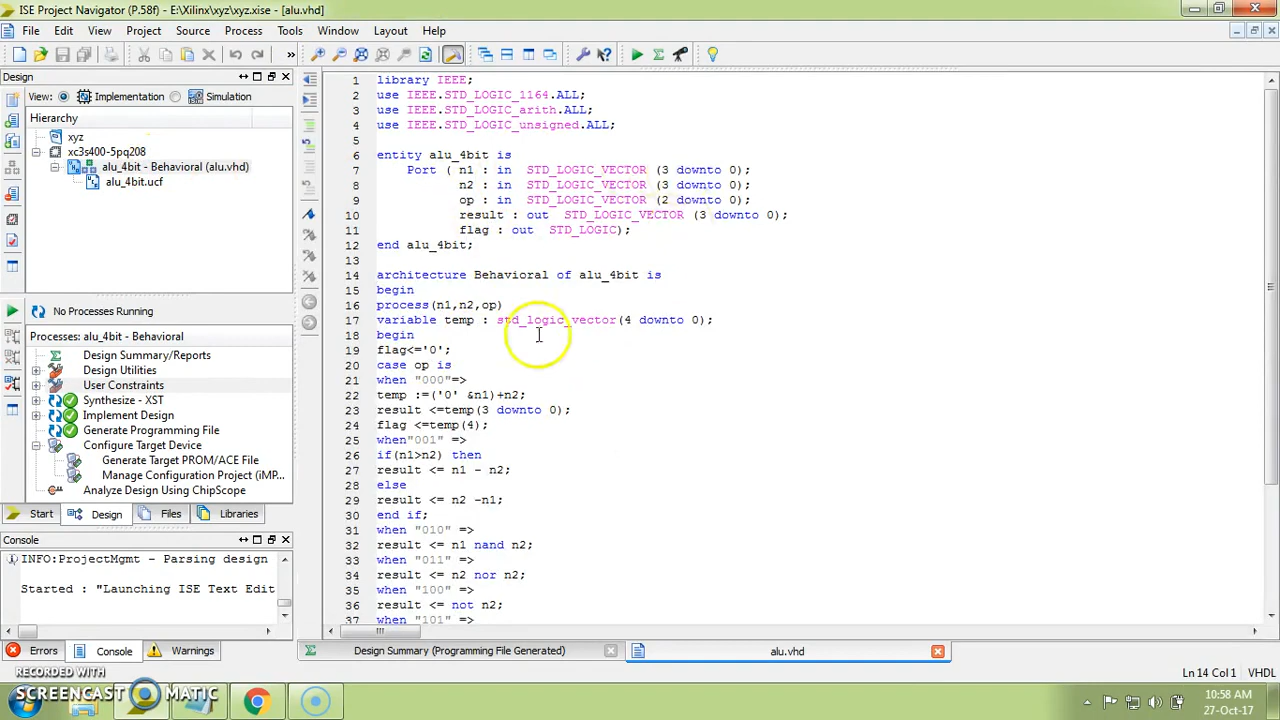 ISE Project Navigator (P.58f) - E:\Xilinx\xyz\xyz.xise - [alu.vhd]
File Edit View Project Source Process Tools Window Layout Help
Design
View: Implementation Simulation
Hierarchy
xyz
xc3s400-5pq208
alu_4bit - Behavioral (alu.vhd)
alu_4bit.ucf
No Processes Running
Processes: alu_4bit - Behavioral
Design Summary/Reports
Design Utilities
User Constraints
Synthesize - XST
Implement Design
Generate Programming File
Configure Target Device
Generate Target PROM/ACE File
Manage Configuration Project (iMP...
Analyze Design Using ChipScope
Start Design Files Libraries
Console
INFO:ProjectMgmt - Parsing design
Started : "Launching ISE Text Edit
Errors Console Warnings
1 library IEEE;
2 use IEEE.STD_LOGIC_1164.ALL;
3 use IEEE.STD_LOGIC_arith.ALL;
4 use IEEE.STD_LOGIC_unsigned.ALL;
5
6 entity alu_4bit is
7 Port ( n1 : in STD_LOGIC_VECTOR (3 downto 0);
8 n2 : in STD_LOGIC_VECTOR (3 downto 0);
9 op : in STD_LOGIC_VECTOR (2 downto 0);
10 result : out STD_LOGIC_VECTOR (3 downto 0);
11 flag : out STD_LOGIC);
12 end alu_4bit;
13
14 architecture Behavioral of alu_4bit is
15 begin
16 process(n1,n2,op)
17 variable temp : std_logic_vector(4 downto 0);
18 begin
19 flag<='0';
20 case op is
21 when "000"=>
22 temp :=('0' &n1)+n2;
23 result <=temp(3 downto 0);
24 flag <=temp(4);
25 when"001" =>
26 if(n1>n2) then
27 result <= n1 - n2;
28 else
29 result <= n2 -n1;
30 end if;
31 when "010" =>
32 result <= n1 nand n2;
33 when "011" =>
34 result <= n2 nor n2;
35 when "100" =>
36 result <= not n2;
37 when "101" =>
Design Summary (Programming File Generated) alu.vhd
Ln 14 Col 1 VHDL
RECORDED WITH
SCREENCAST MATIC
10:58 AM
27-Oct-17